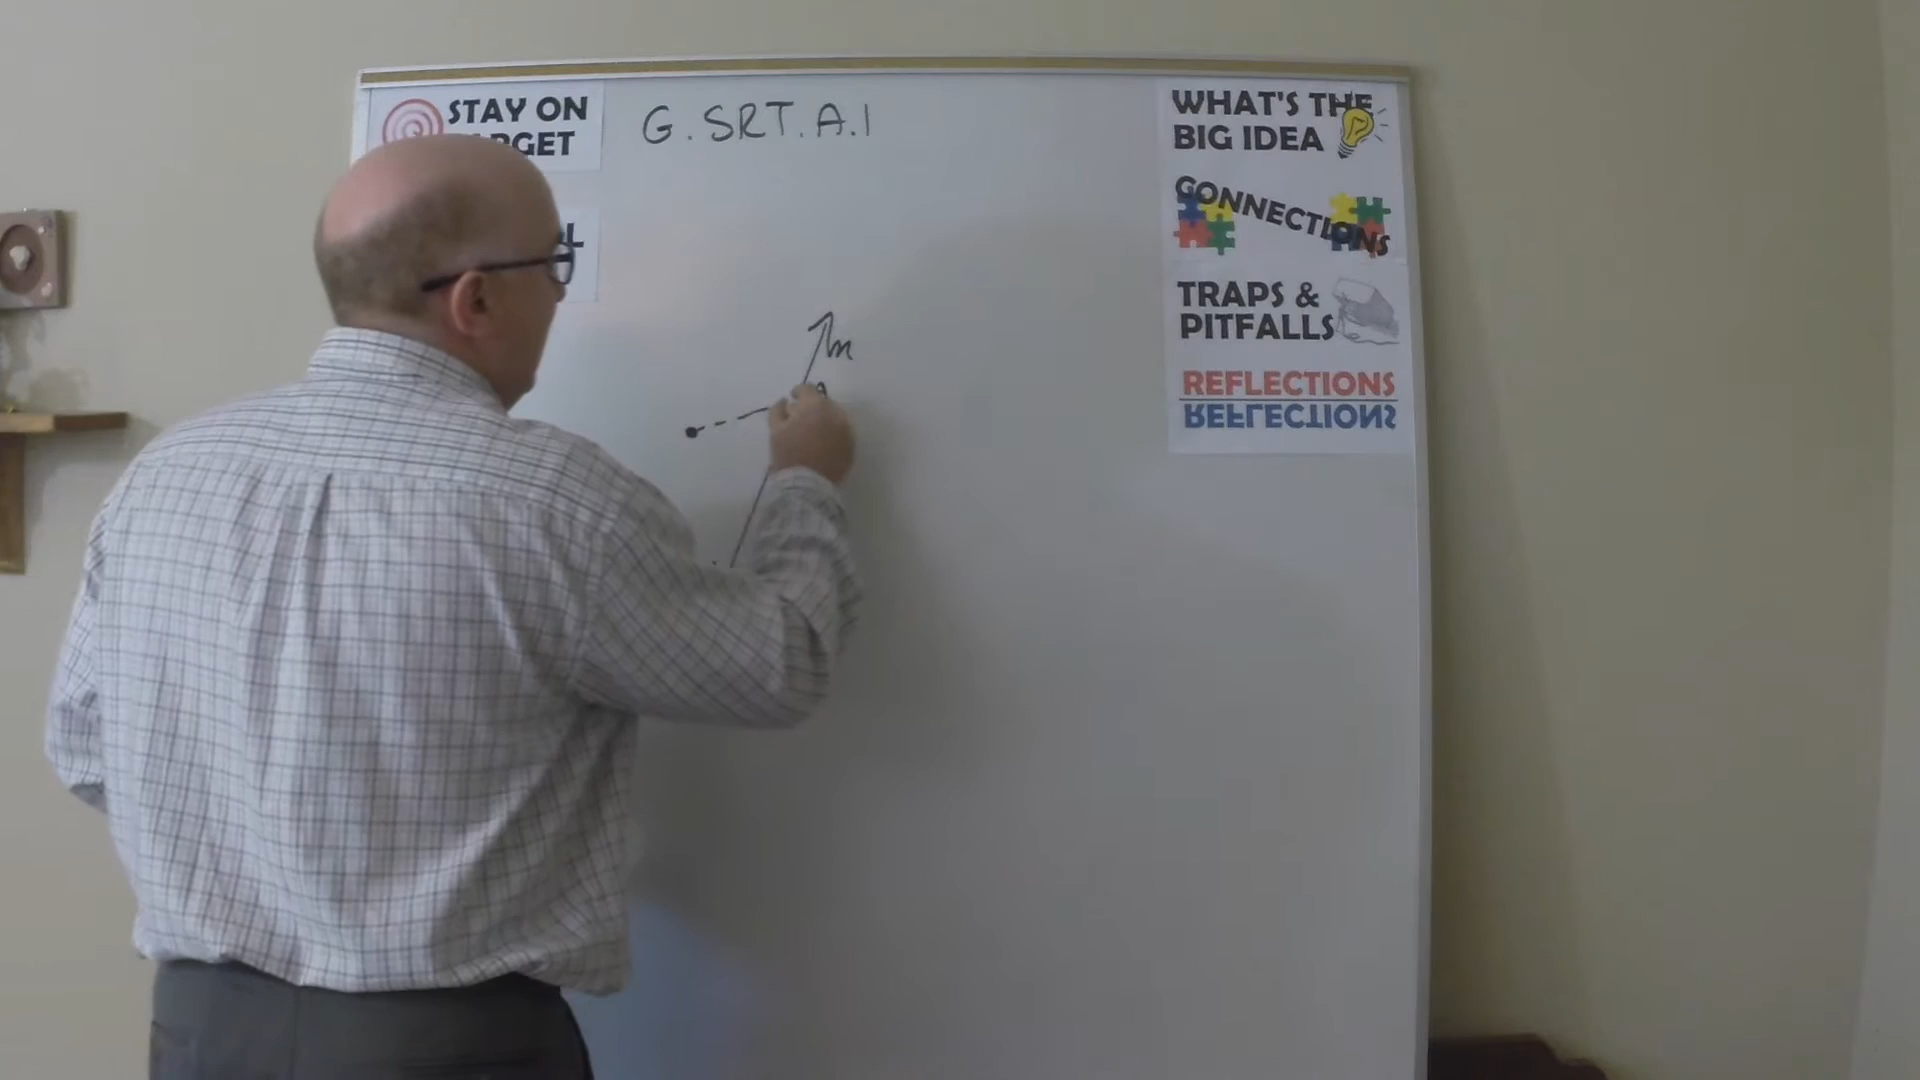 STAY ON
G.SRT.A.1
WHAT'S THE
BIG IDEA
CONNECTIONS
TRAPS &
PITFALLS
REFLECTIONS
REFLECTIONS
m